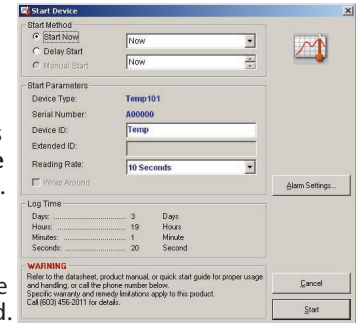 Start Device
Start Method
Start Now
Now
Delay Start
Manual Start
Now
Start Parameters
Device Type: Temp101
Serial Number: A00000
Device ID: Temp
Extended ID:
Reading Rate: 10 Seconds
Wrap Around
Alarm Settings...
Log Time
Days: 3 Days
Hours: 19 Hours
Minutes: 1 Minute
Seconds: 20 Second
WARNING
Refer to the datasheet, product manual, or quick start guide for proper usage
and handling, or call the phone number below.
Specific warranty and remedy limitations apply to this product.
Call (603) 456-2011 for details.
Cancel
Start